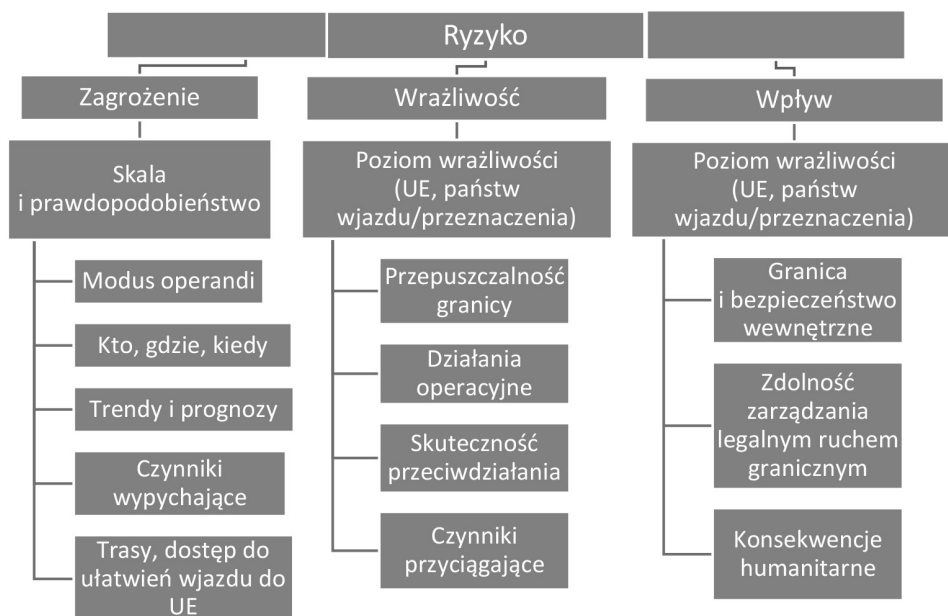 Ryzyko
Zagrożenie
Skala
i prawdopodobieństwo
Modus operandi
Kto, gdzie, kiedy
Trendy i prognozy
Czynniki
wypychające
Trasy, dostęp do
ułatwień wjazdu do
UE
Wrażliwość
Poziom wrażliwości
(UE, państw
wjazdu/przeznaczenia)
Przepuszczalność
granicy
Działania
operacyjne
Skuteczność
przeciwdziałania
Czynniki
przyciągające
Wpływ
Poziom wrażliwości
(UE, państw
wjazdu/przeznaczenia)
Granica
i bezpieczeństwo
wewnętrzne
Zdolność
zarządzania
legalnym ruchem
granicznym
Konsekwencje
humanitarne